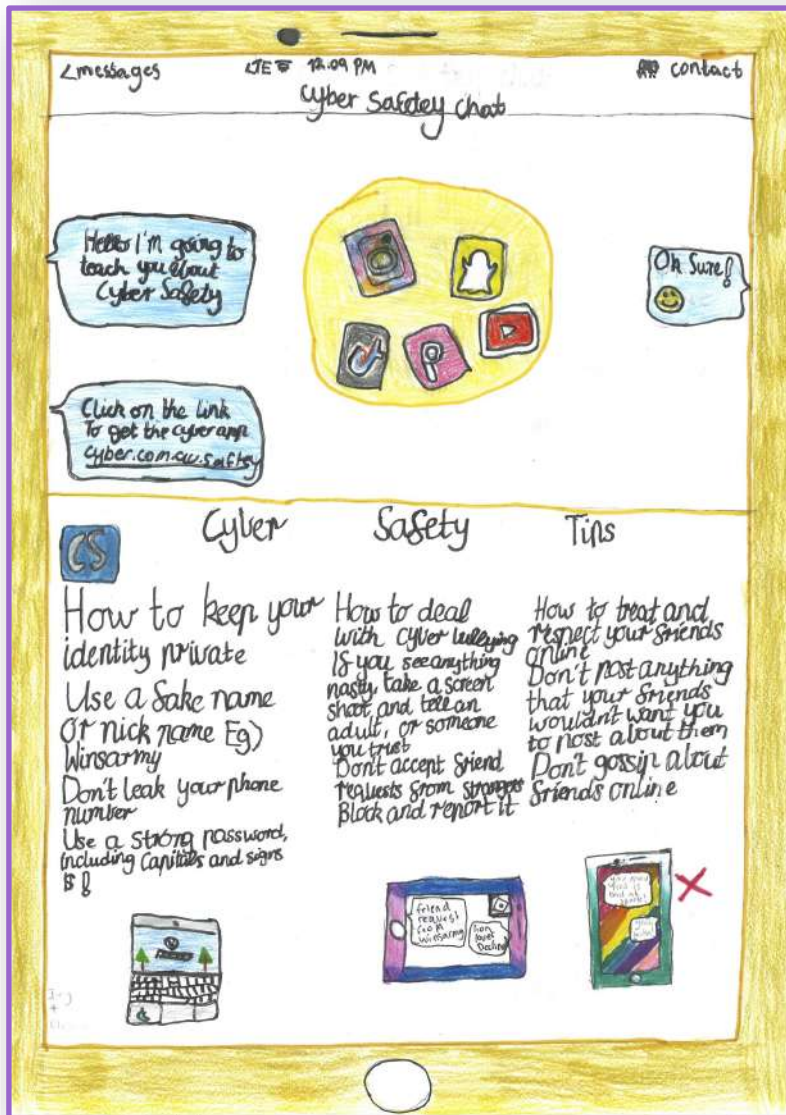 <messages
LTE 12.09 PM
contact
Cyber Safdey Chat
Hello I'm going to
teach you about
Cyber Safety
Oh Sure!
Click on the link
To get the cyber app
cyber.com.au.saftey
CS
Cyber Safety Tips
How to keep your
identity private
Use a fake name
Or nick name Eg)
Winsarmy
Don't leak your phone
number
Use a strong password,
including Capitals and signs
How to deal
with cyber bullying
If you see anything
nasty, take a screen
shoot and tell an
adult, or someone
you trust
Don't accept friend
requests from strangers
Block and report it
How to treat and
respect your friends
online
Don't post anything
that your friends
wouldn't want you
to post about them
Don't gossip about
friends online
friend
request
from
winsarmy